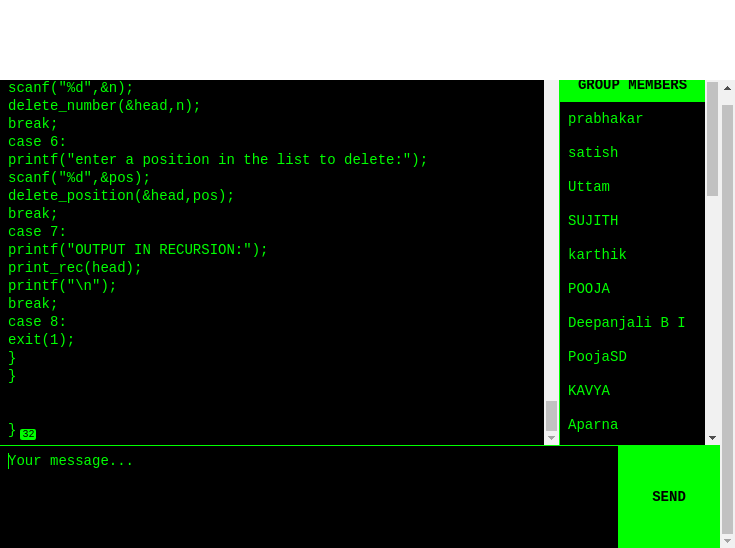 scanf("%d",&n);
delete_number(&head,n);
break;
case 6:
printf("enter a position in the list to delete:");
scanf("%d",&pos);
delete_position(&head,pos);
break;
case 7:
printf("OUTPUT IN RECURSION:");
print_rec(head);
printf("\n");
break;
case 8:
exit(1);
}
}
} 32
GROUP MEMBERS
prabhakar
satish
Uttam
SUJITH
karthik
POOJA
Deepanjali B I
PoojaSD
KAVYA
Aparna
Your message...
SEND